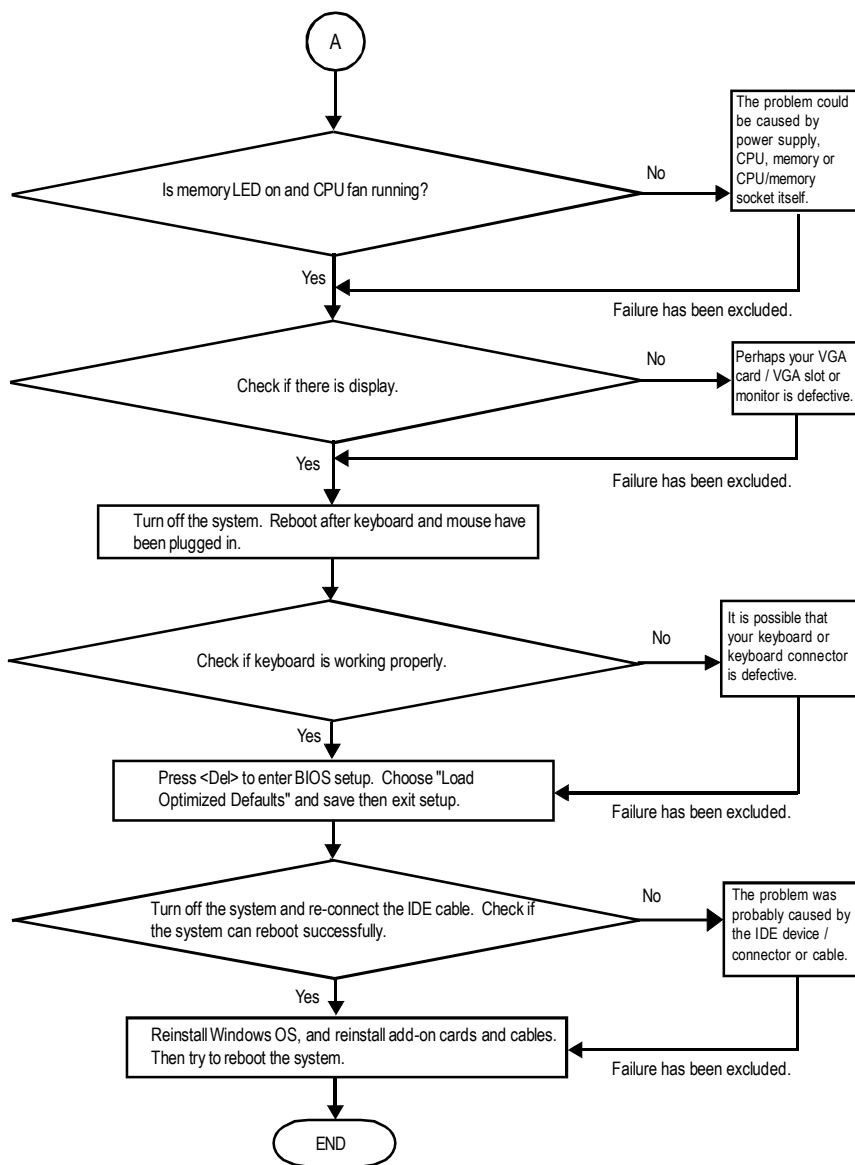 A
Is memory LED on and CPU fan running?
No
The problem could
be caused by
power supply,
CPU, memory or
CPU/memory
socket itself.
Yes
Failure has been excluded.
Check if there is display.
No
Perhaps your VGA
card / VGA slot or
monitor is defective.
Yes
Failure has been excluded.
Turn off the system. Reboot after keyboard and mouse have
been plugged in.
Check if keyboard is working properly.
No
It is possible that
your keyboard or
keyboard connector
is defective.
Yes
Press <Del> to enter BIOS setup. Choose "Load
Optimized Defaults" and save then exit setup.
Failure has been excluded.
Turn off the system and re-connect the IDE cable. Check if
the system can reboot successfully.
No
The problem was
probably caused by
the IDE device /
connector or cable.
Yes
Reinstall Windows OS, and reinstall add-on cards and cables.
Then try to reboot the system.
Failure has been excluded.
END